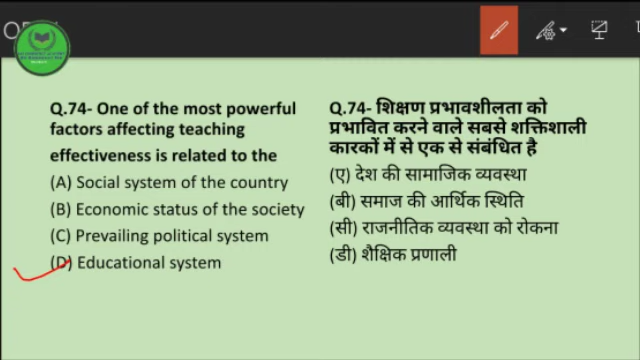 Q.74- One of the most powerful
factors affecting teaching
effectiveness is related to the
(A) Social system of the country
(B) Economic status of the society
(C) Prevailing political system
(D) Educational system
Q.74- शिक्षण प्रभावशीलता को
प्रभावित करने वाले सबसे शक्तिशाली
कारकों में से एक से संबंधित है
(ए) देश की सामाजिक व्यवस्था
(बी) समाज की आर्थिक स्थिति
(सी) राजनीतिक व्यवस्था को रोकना
(डी) शैक्षिक प्रणाली